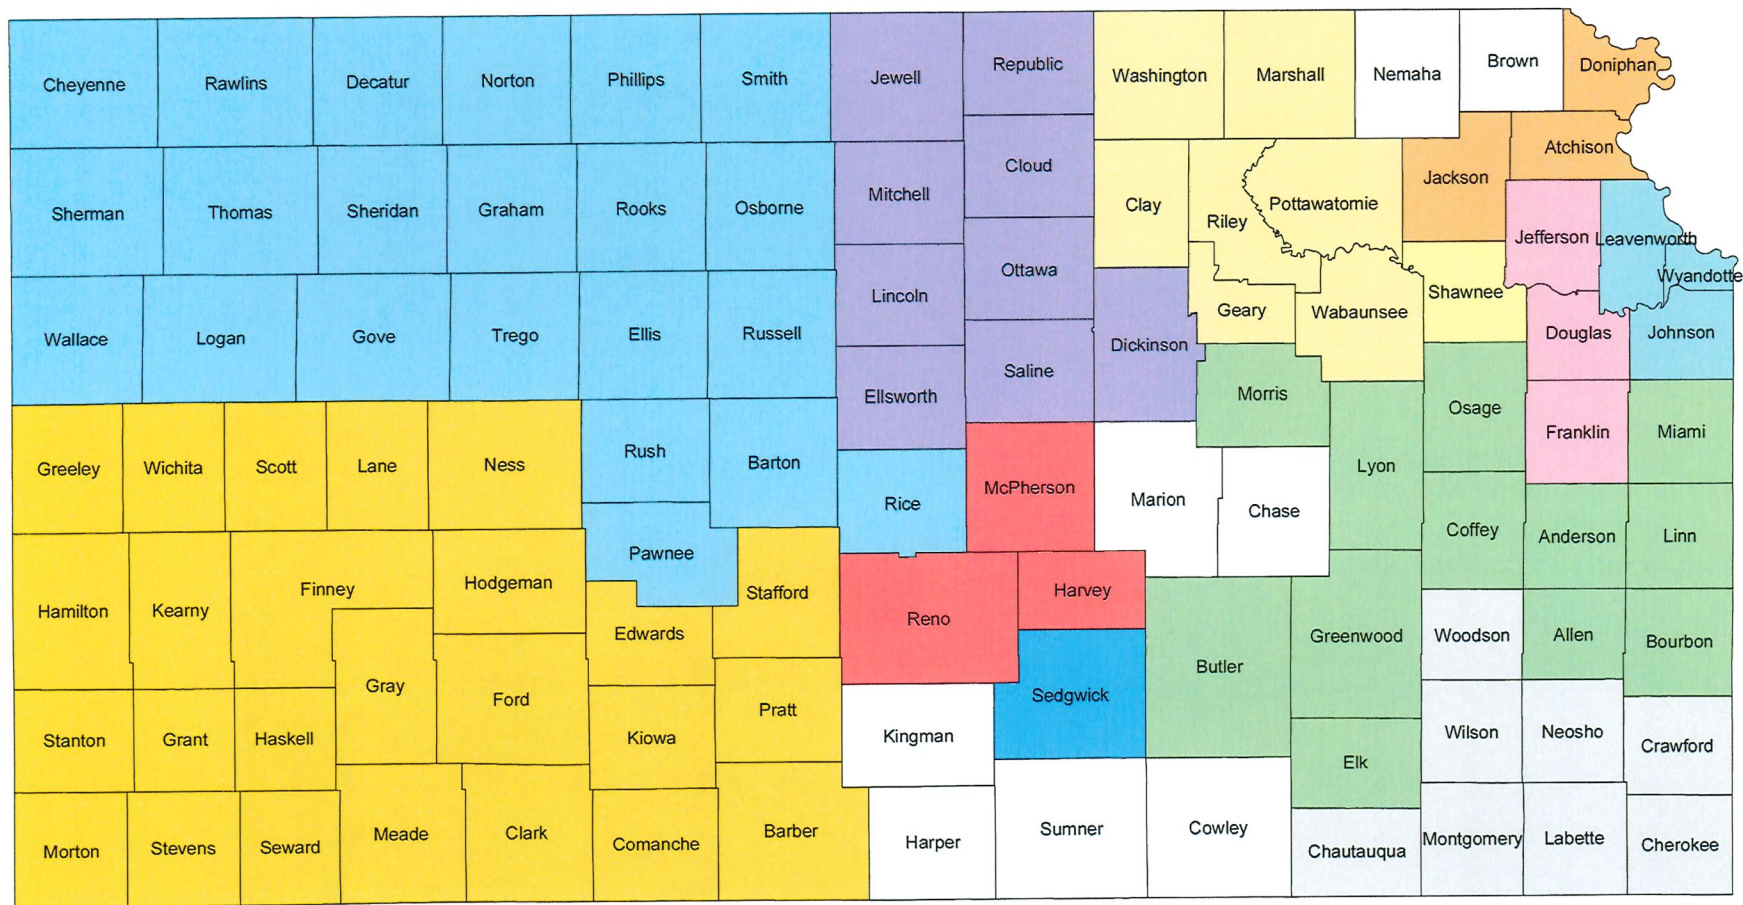 Cheyenne
Rawlins
Decatur
Norton
Phillips
Smith
Jewell
Republic
Washington
Marshall
Nemaha
Brown
Doniphan
Sherman
Thomas
Sheridan
Graham
Rooks
Osborne
Mitchell
Cloud
Clay
Riley
Pottawatomie
Jackson
Atchison
Jefferson
Leavenworth
Wyandotte
Wallace
Logan
Gove
Trego
Ellis
Russell
Lincoln
Ottawa
Dickinson
Geary
Wabaunsee
Shawnee
Douglas
Johnson
Ellsworth
Saline
Morris
Osage
Franklin
Miami
Greeley
Wichita
Scott
Lane
Ness
Rush
Barton
Rice
McPherson
Marion
Chase
Lyon
Coffey
Anderson
Linn
Hamilton
Kearny
Finney
Hodgeman
Pawnee
Stafford
Edwards
Reno
Harvey
Butler
Greenwood
Woodson
Allen
Bourbon
Stanton
Grant
Haskell
Gray
Ford
Kiowa
Pratt
Kingman
Sedgwick
Elk
Wilson
Neosho
Crawford
Morton
Stevens
Seward
Meade
Clark
Comanche
Barber
Harper
Sumner
Cowley
Chautauqua
Montgomery
Labette
Cherokee